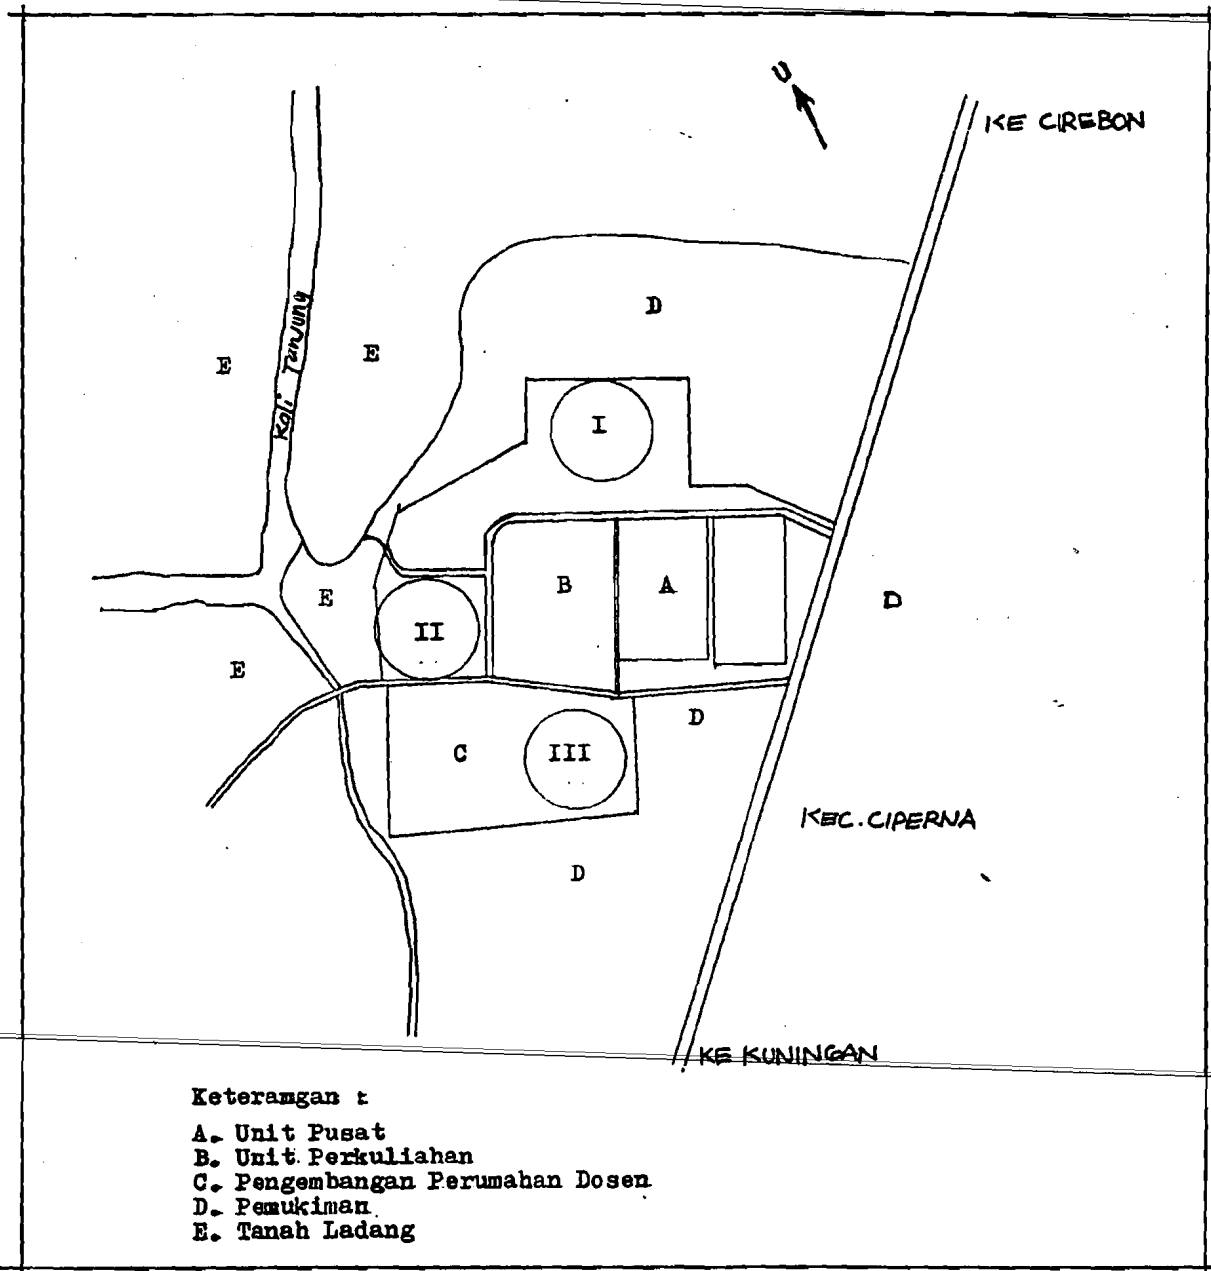 U
KE CIREBON
D
Kali Tanjung
E
E
I
B
A
D
E
II
E
D
C
III
KEC. CIPERNA
D
KE KUNINGAN
Keterangan :
A. Unit Pusat
B. Unit Perkuliahan
C. Pengembangan Perumahan Dosen
D. Pemukiman
E. Tanah Ladang